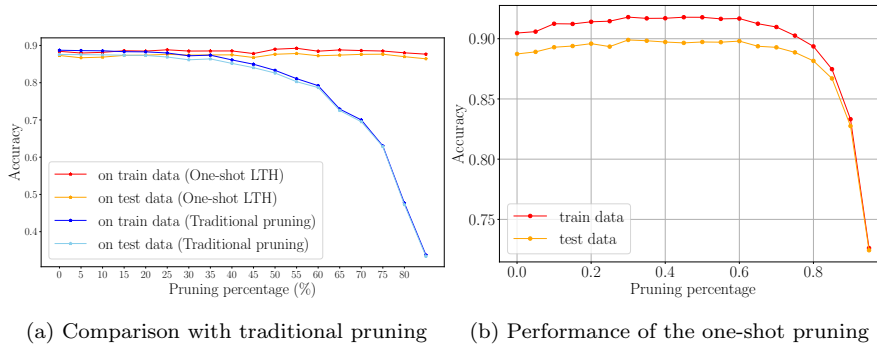 0.9
0.8
0.7
0.6
0.5
0.4
Accuracy
on train data (One-shot LTH)
on test data (One-shot LTH)
on train data (Traditional pruning)
on test data (Traditional pruning)
0 5 10 15 20 25 30 35 40 45 50 55 60 65 70 75 80
Pruning percentage (%)
(a) Comparison with traditional pruning
0.90
0.85
0.80
0.75
Accuracy
train data
test data
0.0 0.2 0.4 0.6 0.8
Pruning percentage
(b) Performance of the one-shot pruning